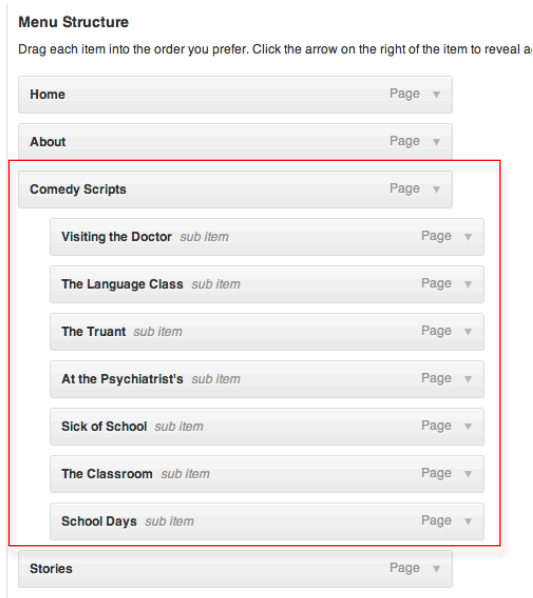 Menu Structure
Drag each item into the order you prefer. Click the arrow on the right of the item to reveal
Home Page ▼
About Page ▼
Comedy Scripts Page ▼
Visiting the Doctor sub item Page ▼
The Language Class sub item Page ▼
The Truant sub item Page ▼
At the Psychiatrist's sub item Page ▼
Sick of School sub item Page ▼
The Classroom sub item Page ▼
School Days sub item Page ▼
Stories Page ▼